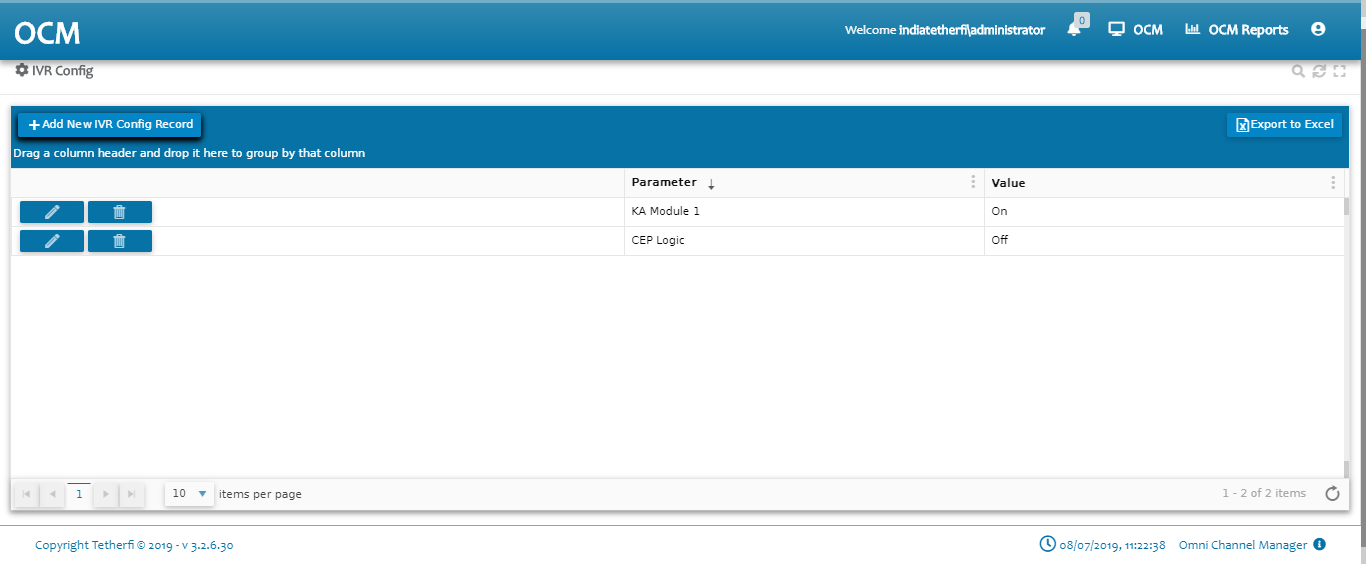 OCM
Welcome indiatetherfi\administrator
0
OCM
OCM Reports
IVR Config
Add New IVR Config Record
Export to Excel
Drag a column header and drop it here to group by that column
Parameter
Value
KA Module 1
On
CEP Logic
Off
1
10
items per page
1 - 2 of 2 items
Copyright Tetherfi © 2019 - v 3.2.6.30
08/07/2019, 11:22:38
Omni Channel Manager